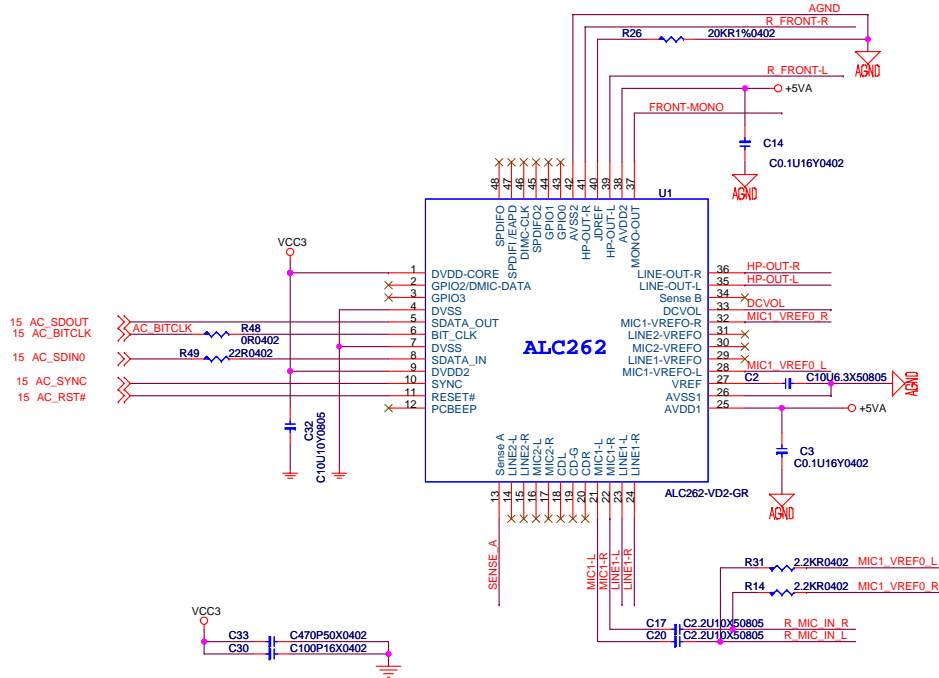 AGND
R_FRONT-R
R26
20KR1%0402
AGND
R_FRONT-L
+5VA
FRONT-MONO
C14
C0.1U16Y0402
AGND
48 47 46 45 44 43 42 41 40 39 38 37
U1
SPDIFO
SPDIFI /EAPD
DIMC-CLK
SPDIFO2
GPIO1
GPIO0
AVSS2
HP-OUT-R
JDREF
HP-OUT-L
AVDD2
MONO-OUT
VCC3
1 DVDD-CORE
2 GPIO2/DMIC-DATA
3 GPIO3
4 DVSS
5 SDATA_OUT
6 BIT_CLK
7 DVSS
8 SDATA_IN
9 DVDD2
10 SYNC
11 RESET#
12 PCBEEP
15 AC_SDOUT
15 AC_BITCLK
AC_BITCLK
R48
0R0402
15 AC_SDIN0
R49
22R0402
15 AC_SYNC
15 AC_RST#
C32
C10U10Y0805
ALC262
LINE-OUT-R 36 HP-OUT-R
LINE-OUT-L 35 HP-OUT-L
Sense B 34
DCVOL 33 DCVOL
MIC1-VREFO-R 32 MIC1_VREF0_R
LINE2-VREFO 31
MIC2-VREFO 30
LINE1-VREFO 29
MIC1-VREFO-L 28 MIC1_VREF0_L
VREF 27
AVSS1 26
AVDD1 25
C2
C10U6.3X50805
AGND
+5VA
C3
C0.1U16Y0402
AGND
Sense A
LINE2-L
LINE2-R
MIC2-L
MIC2-R
CDL
CD-G
CDR
MIC1-L
MIC1-R
LINE1-L
LINE1-R
13 14 15 16 17 18 19 20 21 22 23 24
ALC262-VD2-GR
SENSE_A
MIC1-L
MIC1-R
LINE1-L
LINE1-R
R31 2.2KR0402 MIC1_VREF0_L
R14 2.2KR0402 MIC1_VREF0_R
C17 C2.2U10X50805 R_MIC_IN_R
C20 C2.2U10X50805 R_MIC_IN_L
VCC3
C33 C470P50X0402
C30 C100P16X0402